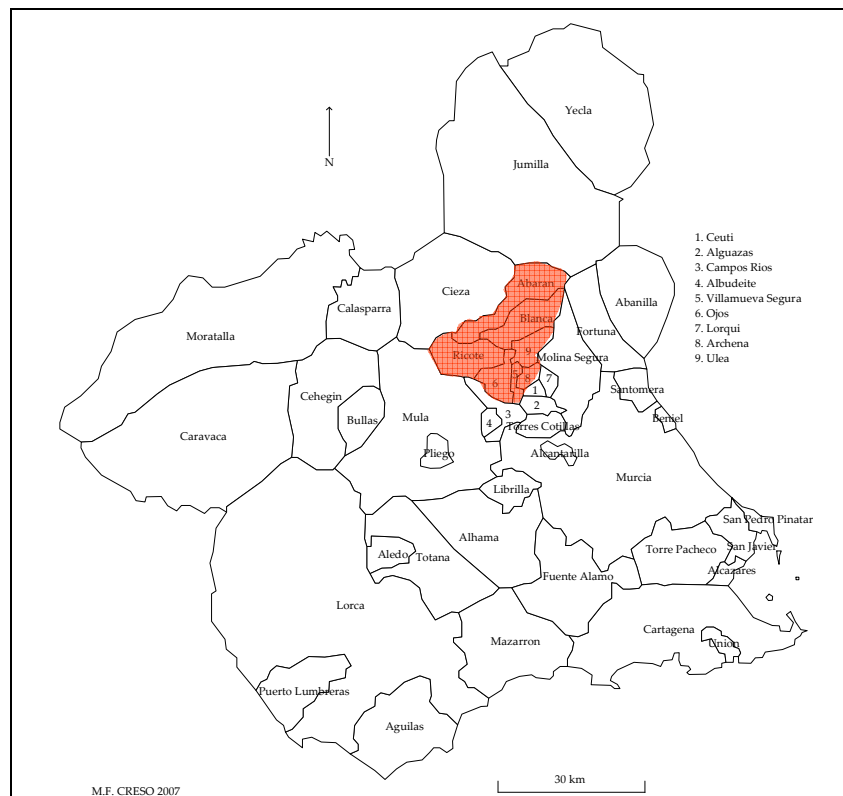 Yecla
Jumilla
N
1. Ceuti
2. Alguazas
3. Campos Rios
4. Albudeite
5. Villamueva Segura
6. Ojos
7. Lorqui
8. Archena
9. Ulea
Abaran
Cieza
Abanilla
Calasparra
Blanca
Moratalla
Fortuna
9
Ricote
Molina Segura
5
8
7
6
1
Santomera
Cehegin
2
3
Bullas
Mula
4
Torres Cotillas
Beniel
Caravaca
Pliego
Alcantarilla
Murcia
Librilla
San Pedro Pinatar
Alhama
San Javier
Torre Pacheco
Aledo
Totana
Alcazares
Fuente Alamo
Lorca
Cartagena
Mazarron
Union
Puerto Lumbreras
Aguilas
30 km
M.F. CRESO 2007